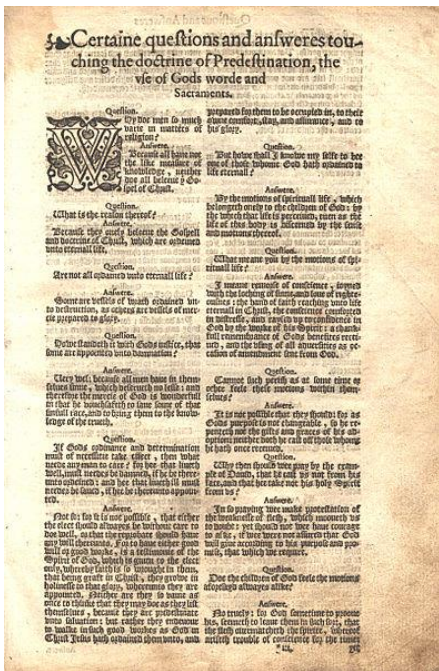 Certaine questions and answeres tou-
ching the doctrine of Predestination, the
vse of Gods worde and
Sacraments.
Question.
WHy doe men so much
varie in matters of
religion?
Answere.
Because all haue not
the like measure of
knowledge, neither
doe all beleue yͤ Go-
spel of Christ.
Question.
What is the reason thereof?
Answere.
Because they onely beleeue the Gospell
and doctrine of Christ, which are ordeined
vnto eternall life.
Question.
Are not all ordained vnto eternall life?
Answere.
Some are vessels of wrath ordained vn-
to destruction, as others are vessels of mer-
cie prepared to glory.
Question.
Howe standeth it with Gods iustice, that
some are appointed vnto damnation?
Answere.
Very wel: because all men haue in them
selues sinne, which deserueth no lesse: and
therefore the mercie of God is wonderfull
in that he vouchsafeth to saue some of that
sinfull race, and to bring them to the know-
ledge of the trueth.
Question.
If Gods ordinance and determination
must of necessitie take effect, then what
neede any man to care? for hee that liueth
well, must needes be damned, if he be there-
unto ordeined: and hee that liueth ill must
needes be saued, if hee be thereunto appoin-
ted.
Answere.
Not so: for it is not possible, that either
the elect should alwayes be without care to
doe well, or that the reprobate should haue
any will thereunto. For to haue either good
will or good worke, is a testimonie of the
Spirit of God, which is giuen to the elect
onely, whereby faith is so wrought in them,
that being graft in Christ, they growe in
holinesse to that glory, whereunto they are
appointed. Neither are they so vaine as
once to thinke that they may doe as they list
themselues, because they are predestinate
vnto saluation: but rather they endeuour
to walke in such good works as God in
Christ Iesus hath ordained them vnto, and
prepared for them to be occupied in, to their
owne comfort, stay, and assurance, and to
his glory.
Question.
But howe shall I knowe my selfe to bee
one of those whome God hath ordained to
life eternall?
Answere.
By the motions of spirituall life, which
belongeth onely to the children of God: by
the which that life is perceiued, euen as the
life of this body is discerned by the sense
and motions thereof.
Question.
What meane you by the motions of spi-
rituall life?
Answere.
I meane remorse of conscience, ioyned
with the lothing of sinne, and loue of righte-
ousnes: the hand of faith reaching vnto life
eternall in Christ, the conscience comforted
in distresse, and raised vp to confidence in
God by the worke of his Spirit: a thank-
full remembrance of Gods benefites recei-
ued, and the vsing of all aduersities as oc-
casion of amendment sent from God.
Question.
Cannot such perish as at some time or
other feele these motions within them-
selues?
Answere.
It is not possible that they should: for as
Gods purpose is not changeable, so he re-
penteth not the gifts and graces of his ad-
option: neither doth he cast off those whom
he hath once receiued.
Question.
Why then should wee pray by the exam-
ple of Dauid, that he cast vs not from his
face, and that hee take not his holy Spirit
from vs?
Answere.
In so praying wee make protestation of
the weakenesse of flesh, which mooueth vs
to doubt: yet should not wee haue courage
to aske, if wee were not assured that God
will giue according to his purpose and pro-
mise, that which we require.
Question.
Doe the children of God feele the motions
aforesayd alwayes alike?
Answere.
No truely: for God sometime to prooue
his, seemeth to leaue them in such sort, that
the flesh ouermatcheth the spirit, whereof
ariseth trouble of conscience for the time: